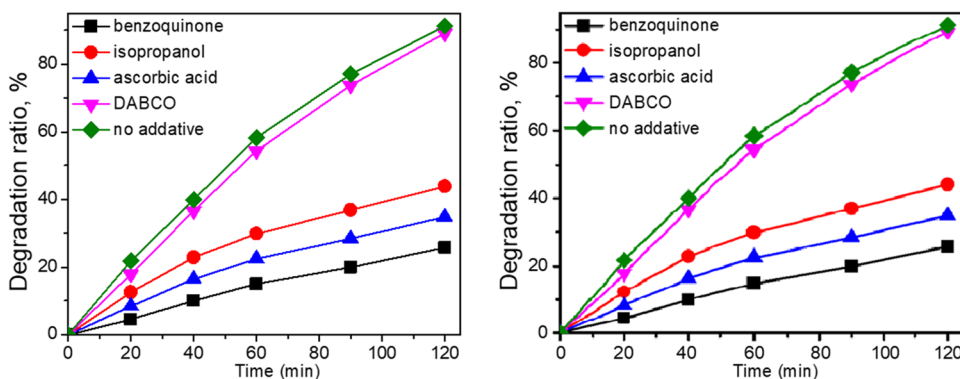 benzoquinone
isopropanol
ascorbic acid
DABCO
no addative
Degradation ratio, %
80
60
40
20
0
0 20 40 60 80 100 120
Time (min)
benzoquinone
isopropanol
ascorbic acid
DABCO
no addative
Degradation ratio, %
80
60
40
20
0
0 20 40 60 80 100 120
Time (min)